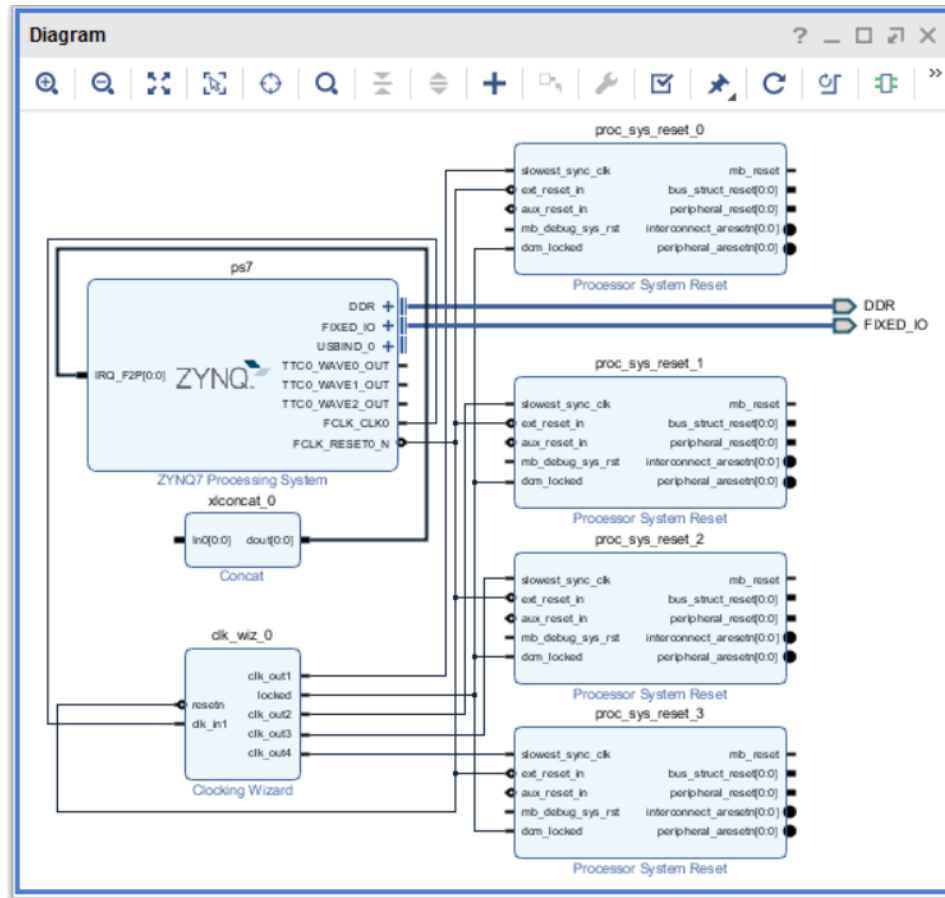 Diagram
proc_sys_reset_0
slowest_sync_clk
mb_reset
ext_reset_in
bus_struct_reset[0:0]
aux_reset_in
peripheral_reset[0:0]
mb_debug_sys_rst
interconnect_aresetn[0:0]
dcm_locked
peripheral_aresetn[0:0]
Processor System Reset
ps7
DDR
FIXED_IO
USBIND_0
TTC0_WAVE0_OUT
IRQ_F2P[0:0]
ZYNQ
TTC0_WAVE1_OUT
TTC0_WAVE2_OUT
FCLK_CLK0
FCLK_RESET0_N
ZYNQ7 Processing System
DDR
FIXED_IO
proc_sys_reset_1
slowest_sync_clk
mb_reset
ext_reset_in
bus_struct_reset[0:0]
aux_reset_in
peripheral_reset[0:0]
mb_debug_sys_rst
interconnect_aresetn[0:0]
dcm_locked
peripheral_aresetn[0:0]
Processor System Reset
xlconcat_0
In0[0:0]
dout[0:0]
Concat
proc_sys_reset_2
slowest_sync_clk
mb_reset
ext_reset_in
bus_struct_reset[0:0]
aux_reset_in
peripheral_reset[0:0]
mb_debug_sys_rst
interconnect_aresetn[0:0]
dcm_locked
peripheral_aresetn[0:0]
Processor System Reset
clk_wiz_0
clk_out1
locked
resetn
clk_out2
clk_in1
clk_out3
clk_out4
Clocking Wizard
proc_sys_reset_3
slowest_sync_clk
mb_reset
ext_reset_in
bus_struct_reset[0:0]
aux_reset_in
peripheral_reset[0:0]
mb_debug_sys_rst
interconnect_aresetn[0:0]
dcm_locked
peripheral_aresetn[0:0]
Processor System Reset